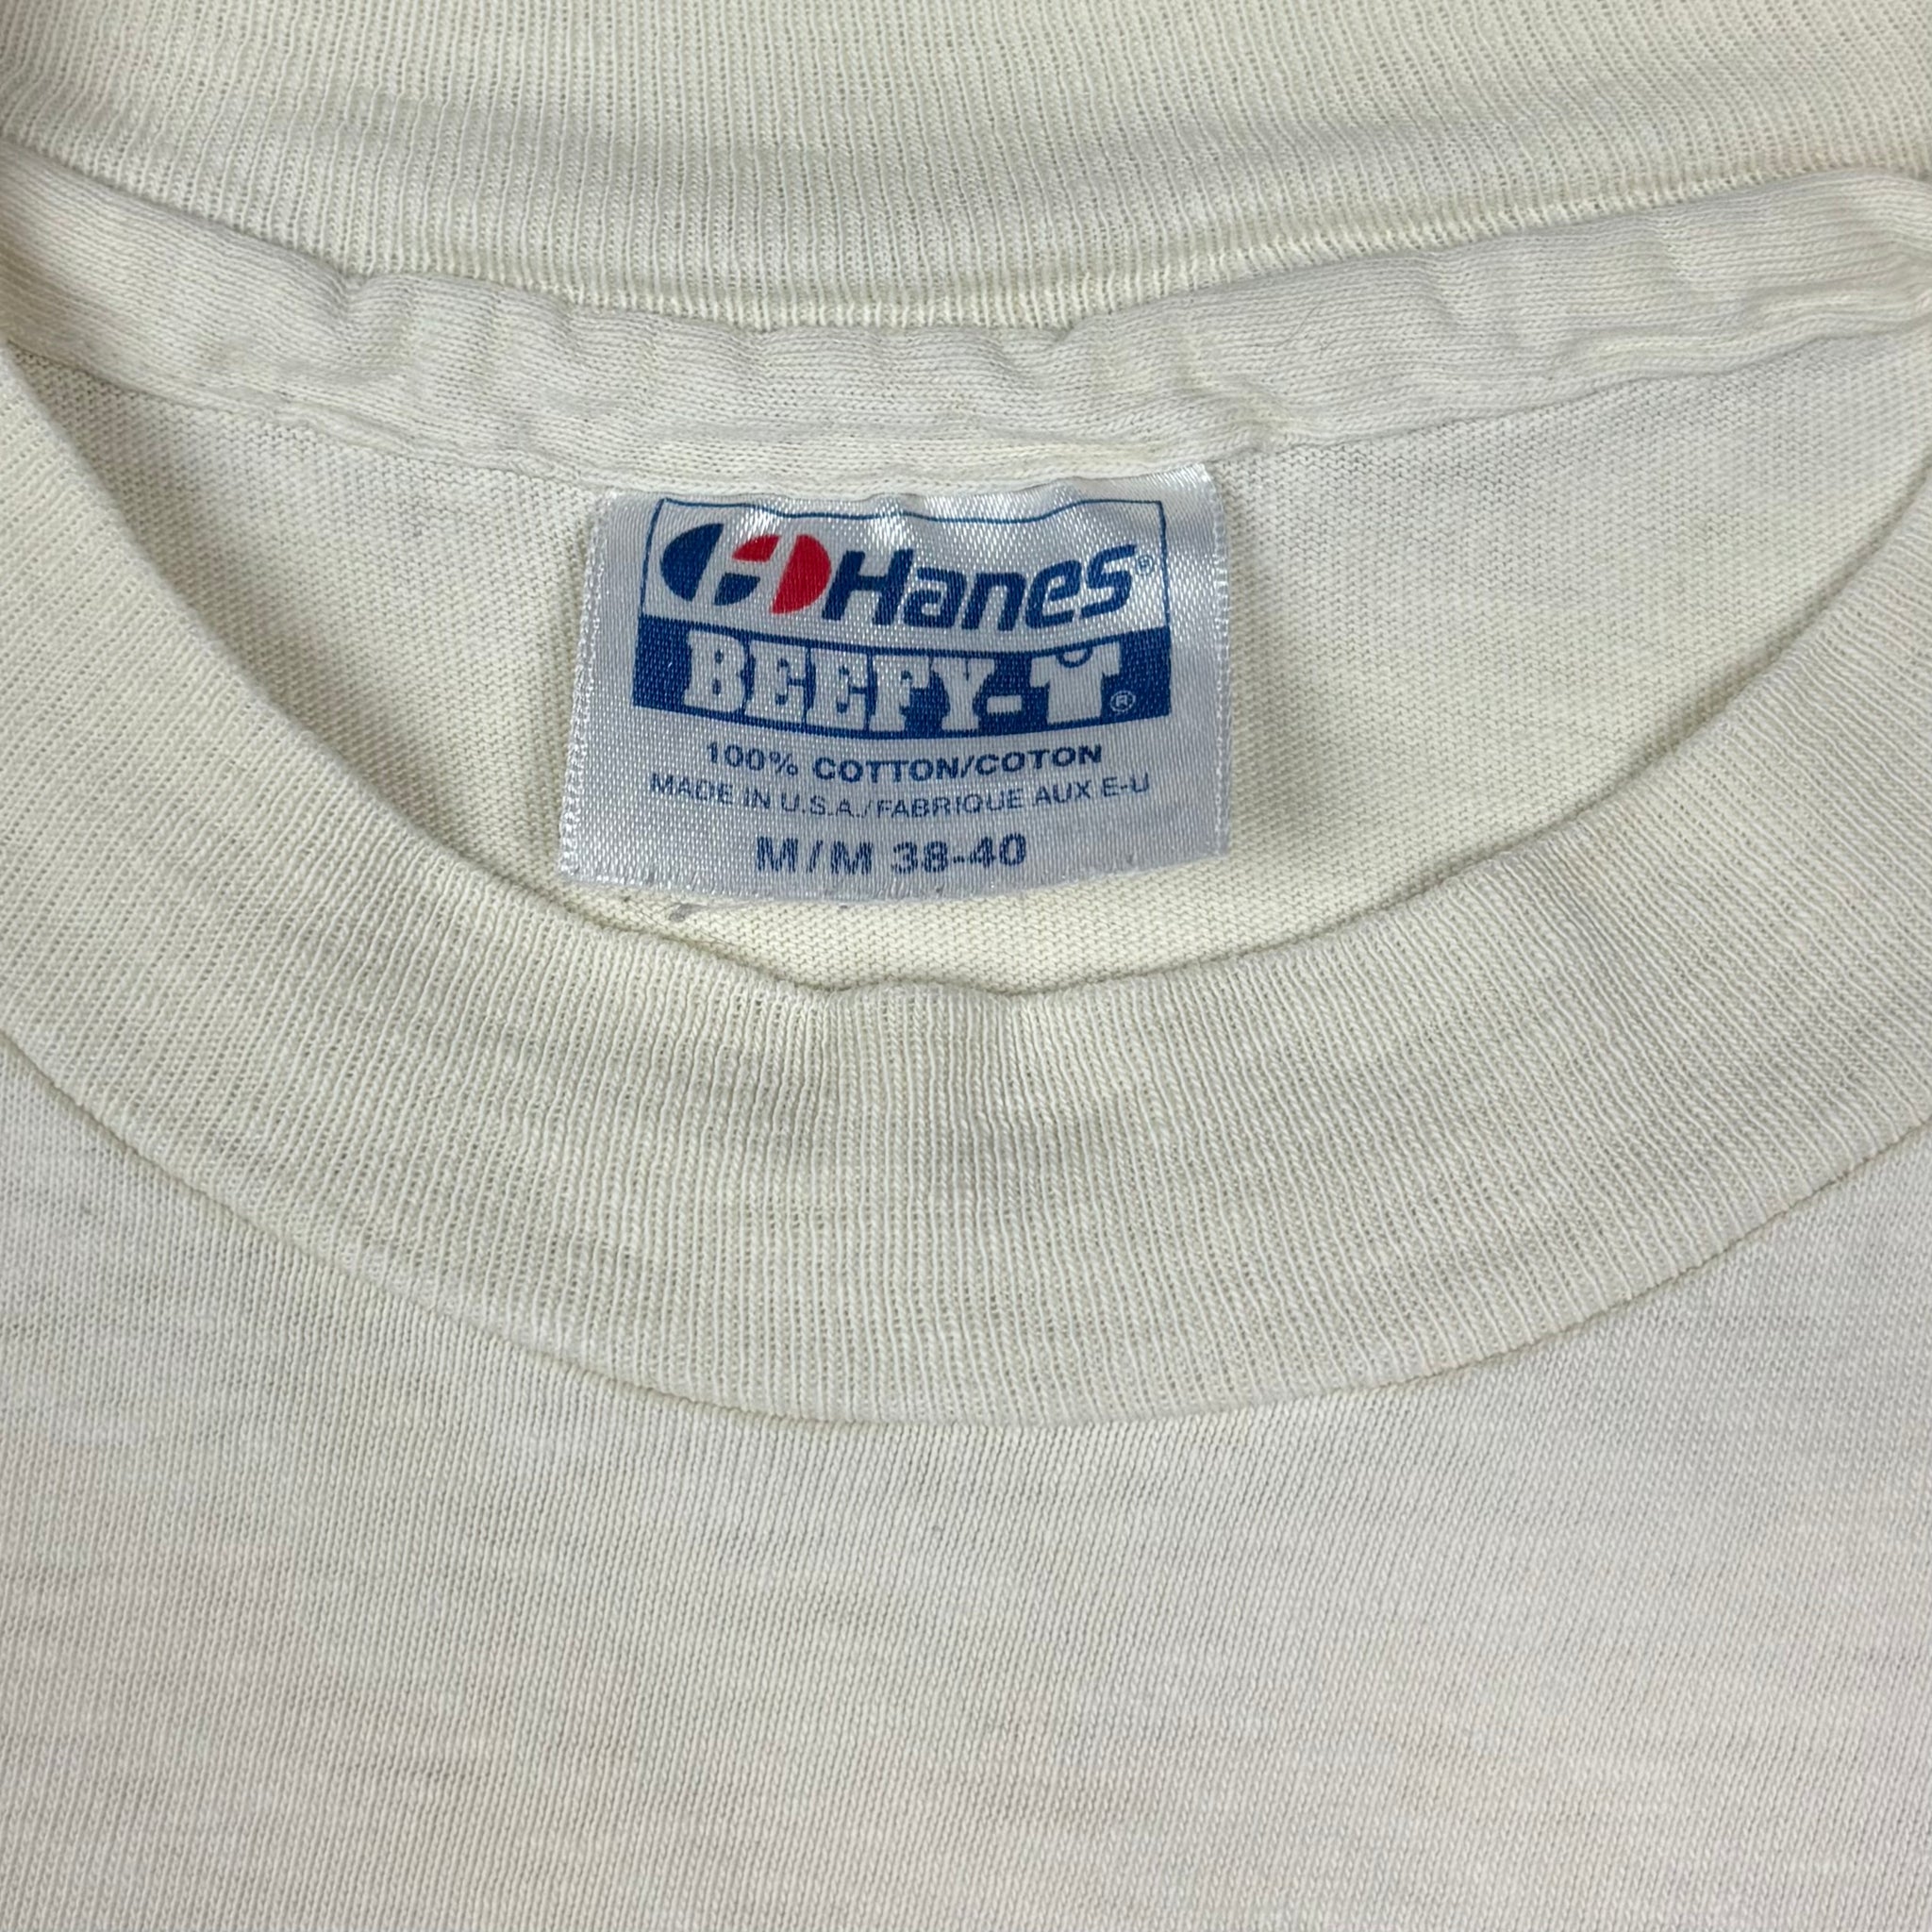 Hanes®
BEEFY-T®
100% COTTON/COTON
MADE IN U.S.A./FABRIQUE AUX E-U
M/M 38-40